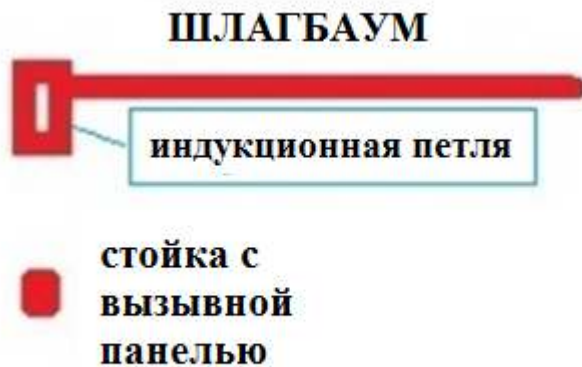 ШЛАГБАУМ
индукционная петля
стойка с
вызывной
панелью